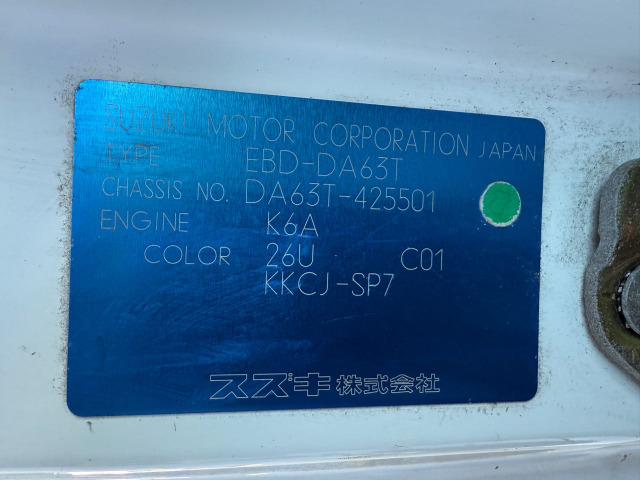 SUZUKI MOTOR CORPORATION JAPAN
TYPE EBD-DA63T
CHASSIS NO. DA63T-425501
ENGINE K6A
COLOR 26U C01
KKCJ-SP7
スズキ株式会社